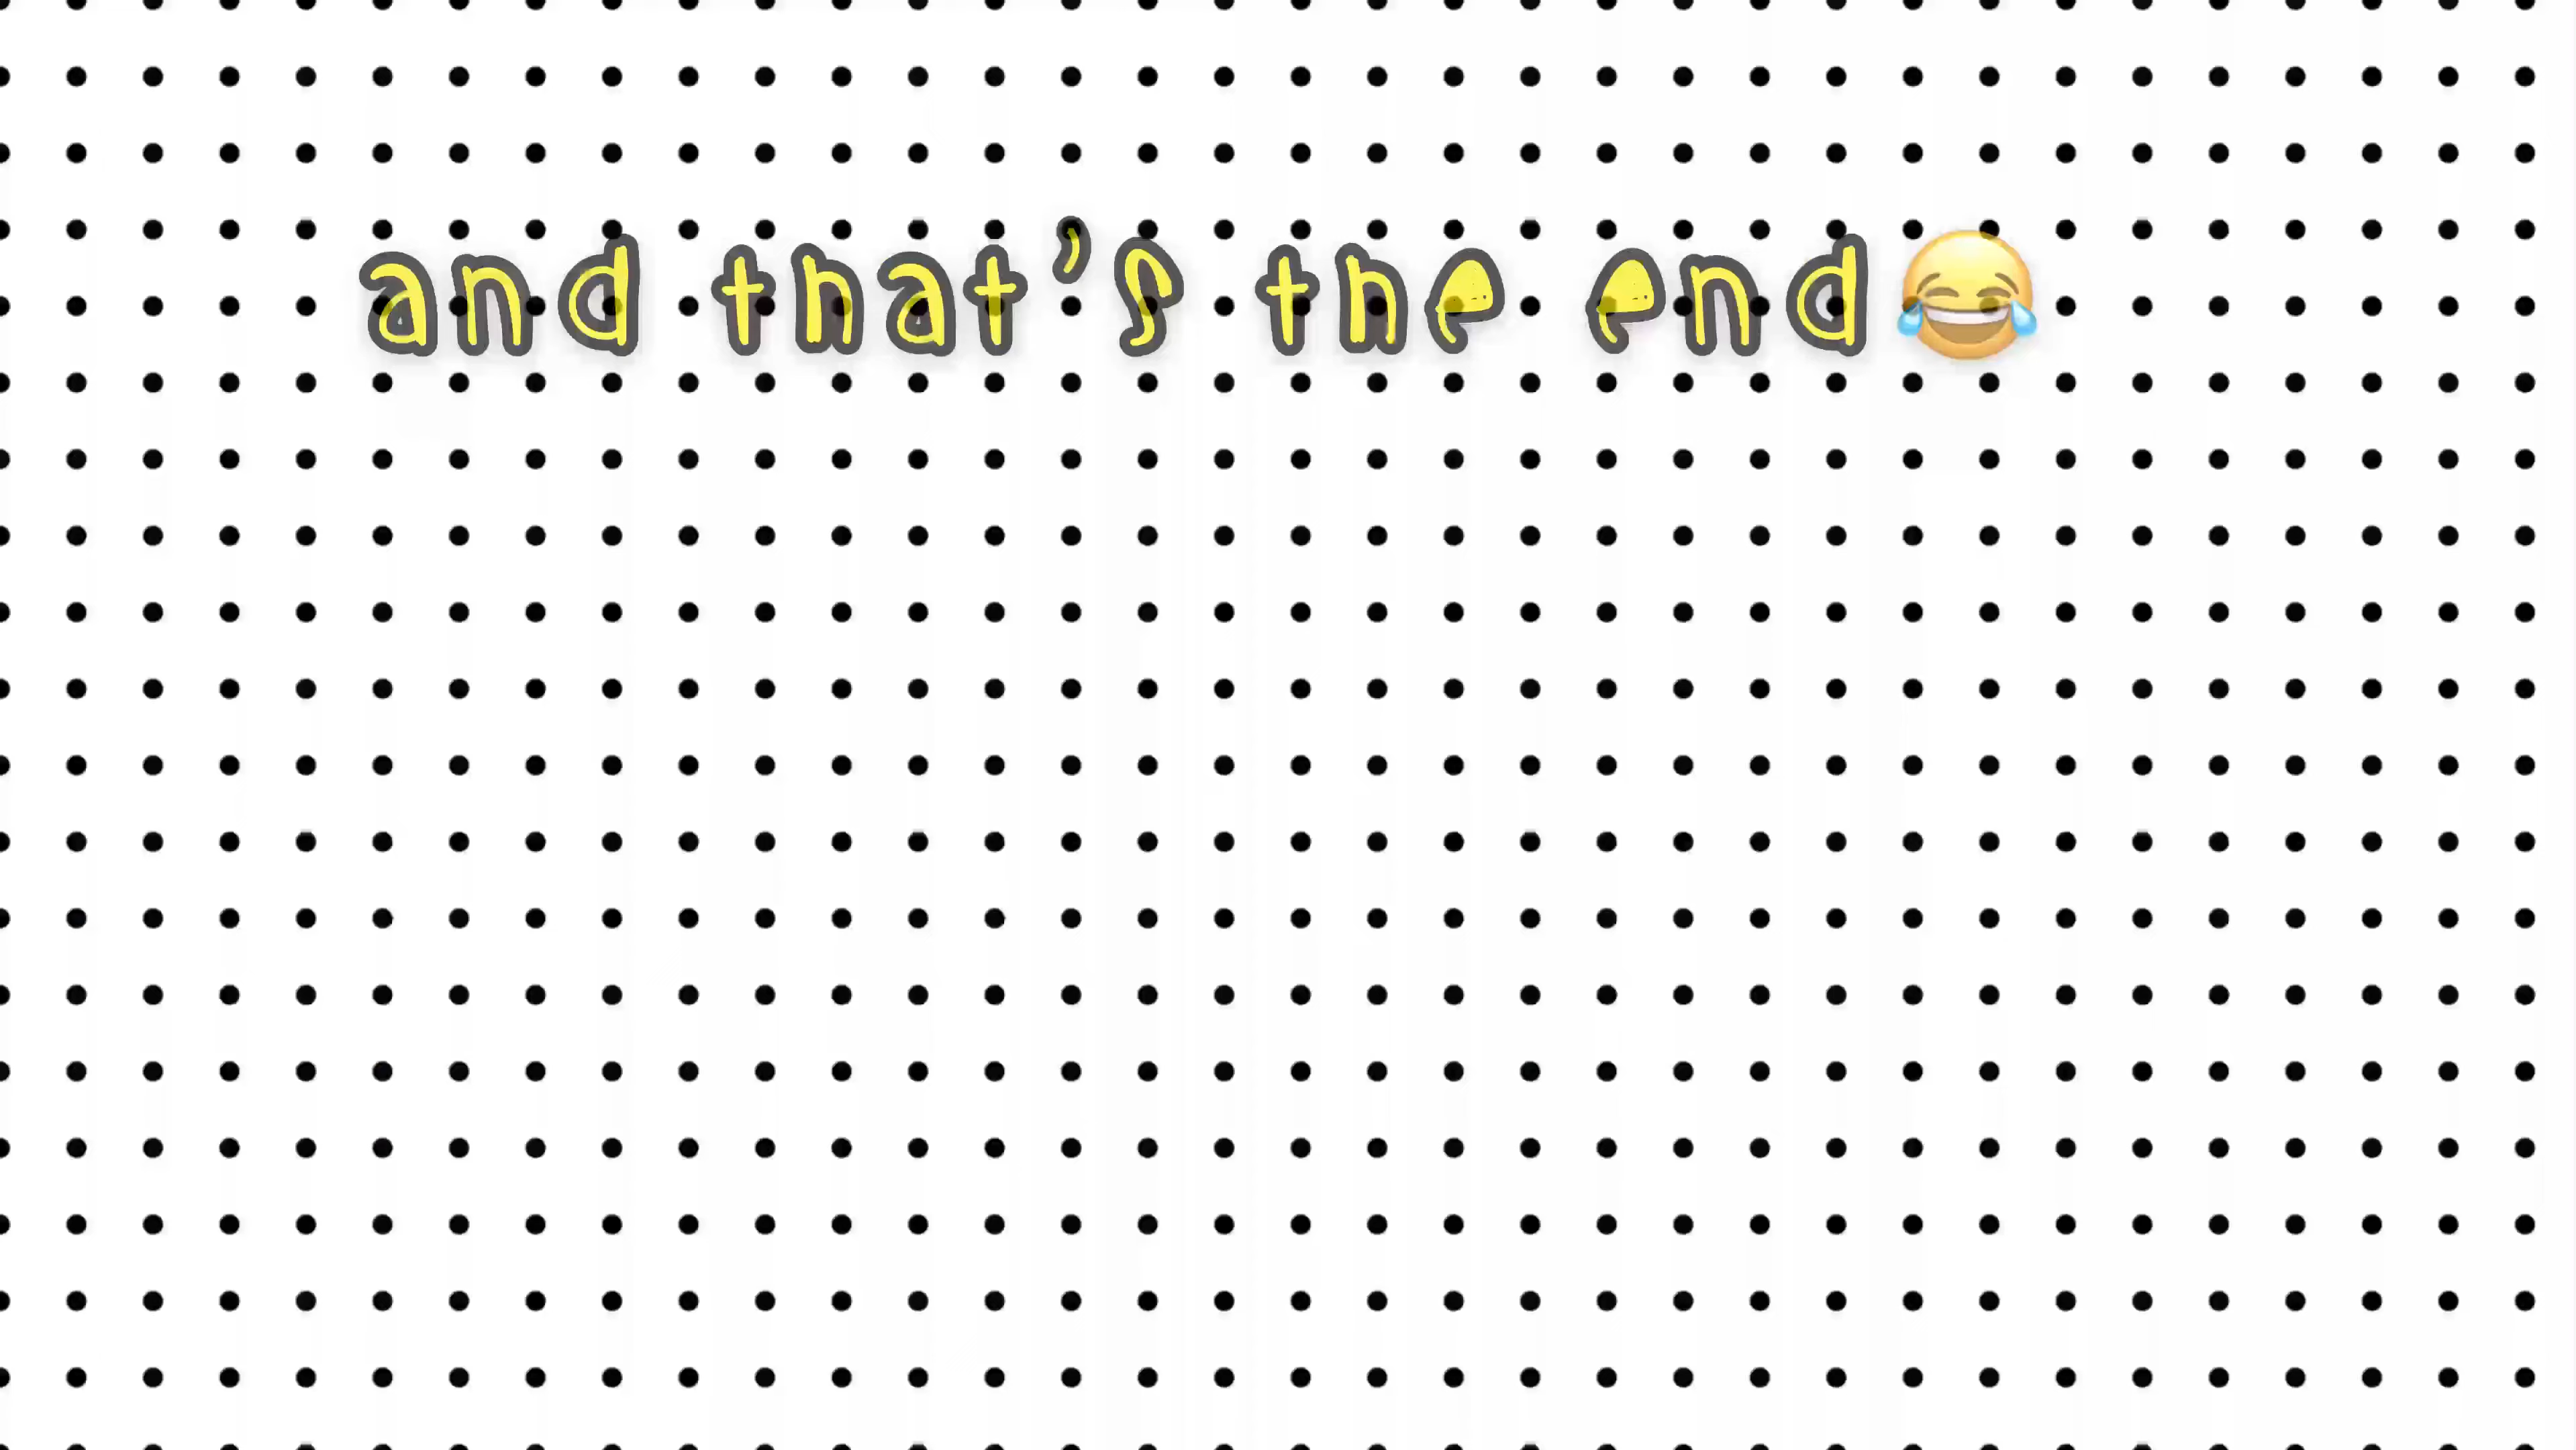 and that’s the end😂